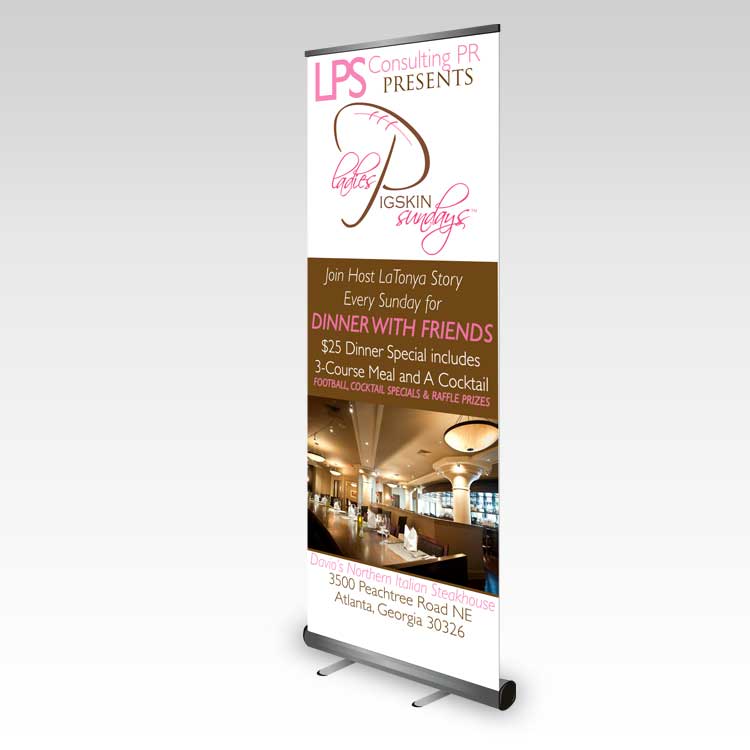 LPS Consulting PR
PRESENTS
ladies
PIGSKIN
sundays™
Join Host LaTonya Story
Every Sunday for
DINNER WITH FRIENDS
$25 Dinner Special includes
3-Course Meal and A Cocktail
FOOTBALL, COCKTAIL SPECIALS & RAFFLE PRIZES
Davio's Northern Italian Steakhouse
3500 Peachtree Road NE
Atlanta, Georgia 30326